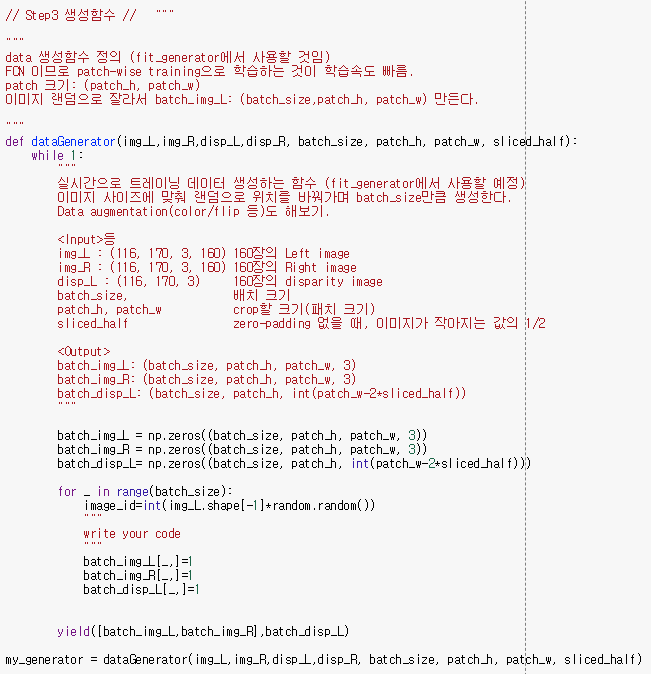 // Step3 생성함수 //   """
"""
data 생성함수 정의 (fit_generator에서 사용할 것임)
FCN 이므로 patch-wise training으로 학습하는 것이 학습속도 빠름.
patch 크기: (patch_h, patch_w)
이미지 랜덤으로 잘라서 batch_img_L: (batch_size,patch_h, patch_w) 만든다.
"""
def dataGenerator(img_L,img_R,disp_L,disp_R, batch_size, patch_h, patch_w, sliced_half):
    while 1:
        """
        실시간으로 트레이닝 데이터 생성하는 함수 (fit_generator에서 사용할 예정)
        이미지 사이즈에 맞춰 랜덤으로 위치를 바꿔가며 batch_size만큼 생성한다.
        Data augmentation(color/flip 등)도 해보기.
        <Input>등
        img_L : (116, 170, 3, 160) 160장의 Left image
        img_R : (116, 170, 3, 160) 160장의 Right image
        disp_L : (116, 170, 3)     160장의 disparity image
        batch_size,                배치 크기
        patch_h, patch_w           crop할 크기(패치 크기)
        sliced_half                zero-padding 없을 때, 이미지가 작아지는 값의 1/2
        <Output>
        batch_img_L: (batch_size, patch_h, patch_w, 3)
        batch_img_R: (batch_size, patch_h, patch_w, 3)
        batch_disp_L: (batch_size, patch_h, int(patch_w-2*sliced_half))
        """
        batch_img_L = np.zeros((batch_size, patch_h, patch_w, 3))
        batch_img_R = np.zeros((batch_size, patch_h, patch_w, 3))
        batch_disp_L= np.zeros((batch_size, patch_h, int(patch_w-2*sliced_half)))
        for _ in range(batch_size):
            image_id=int(img_L.shape[-1]*random.random())
            """
            write your code
            """
            batch_img_L[_,]=1
            batch_img_R[_,]=1
            batch_disp_L[_,]=1
        yield([batch_img_L,batch_img_R],batch_disp_L)
my_generator = dataGenerator(img_L,img_R,disp_L,disp_R, batch_size, patch_h, patch_w, sliced_half)